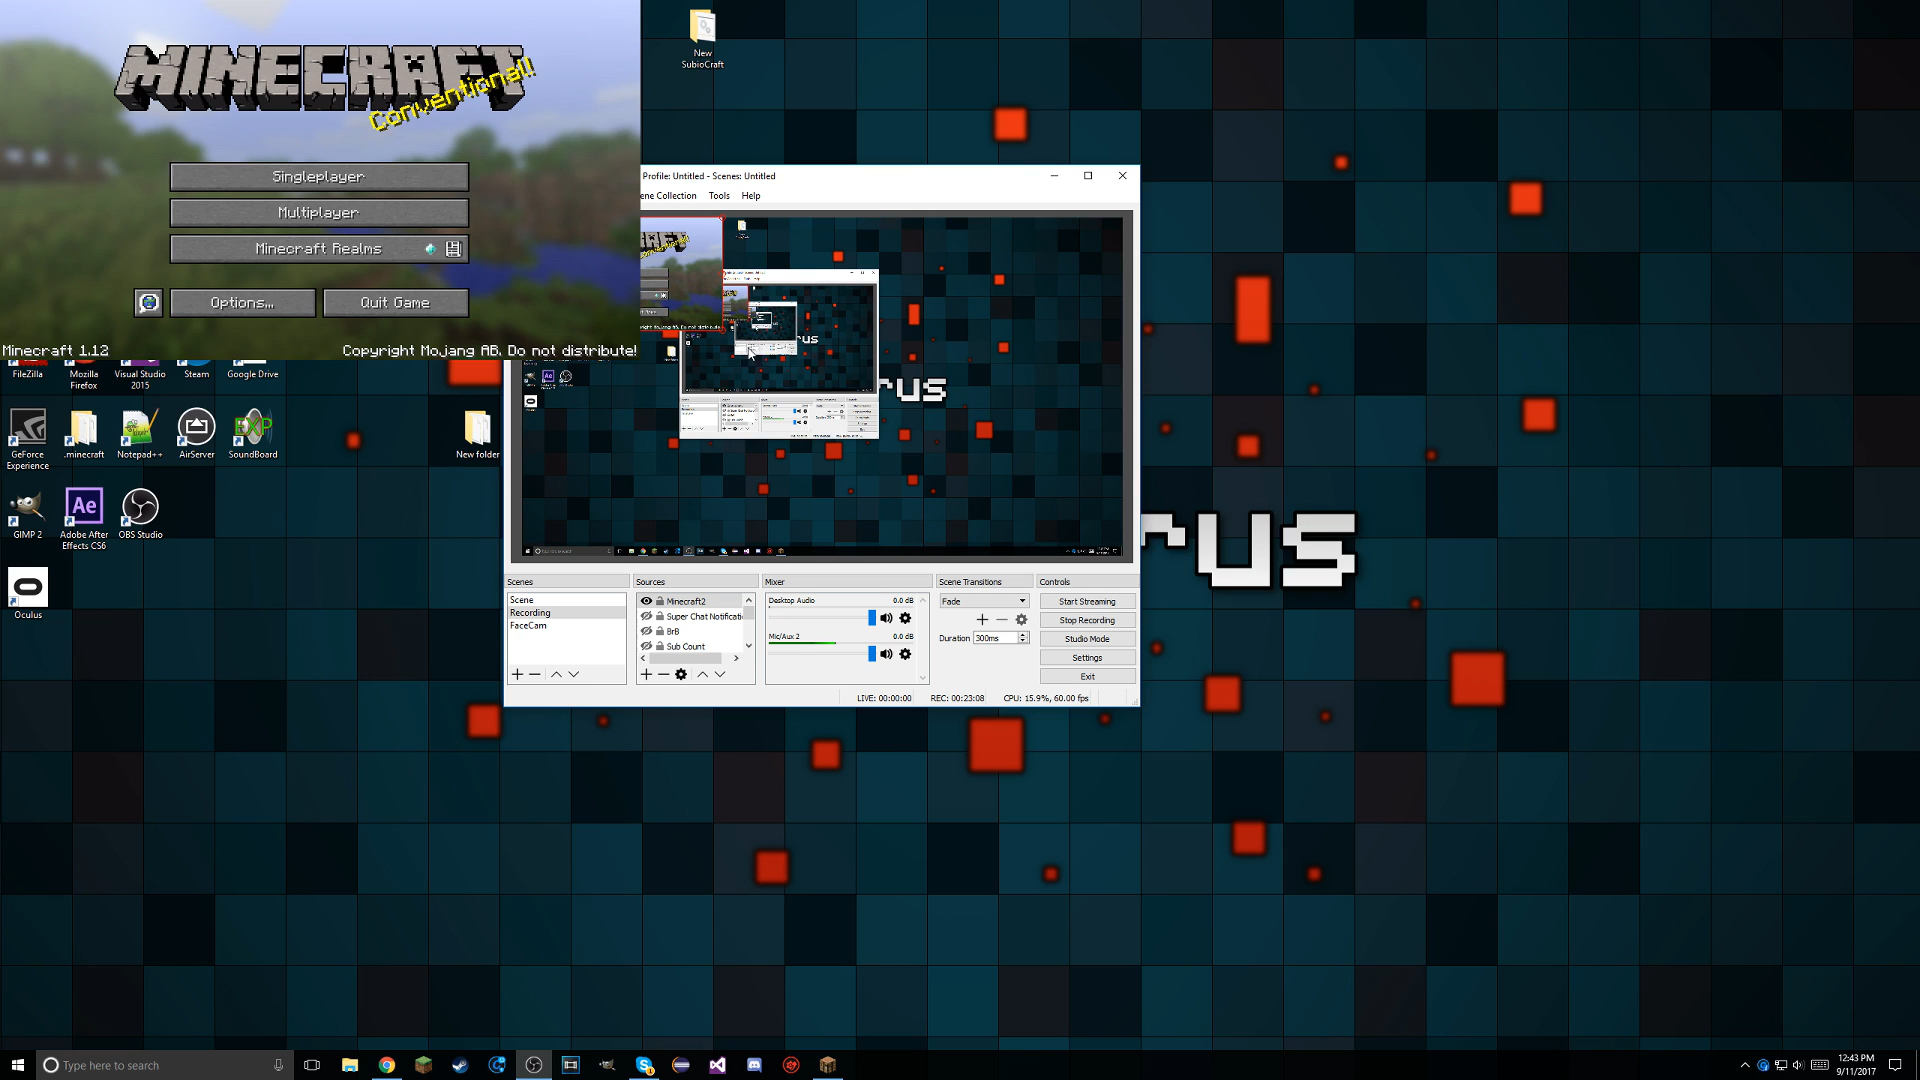 MINECRAFT
Conventional!
Singleplayer
Multiplayer
Minecraft Realms
Options...
Quit Game
Minecraft 1.12
Copyright Mojang AB. Do not distribute!
New
SubioCraft
FileZilla
Mozilla
Firefox
Visual Studio
2015
Steam
Google Drive
GeForce
Experience
.minecraft
Notepad++
AirServer
EXP
SoundBoard
New folder
GIMP 2
Ae
Adobe After
Effects CS6
OBS Studio
Oculus
Profile: Untitled - Scenes: Untitled
ene Collection
Tools
Help
rus
Scenes
Scene
Recording
FaceCam
Sources
Minecraft2
Super Chat Notificati
BrB
Sub Count
Mixer
Desktop Audio
0.0 dB
Mic/Aux 2
0.0 dB
Scene Transitions
Fade
Duration
300ms
Controls
Start Streaming
Stop Recording
Studio Mode
Settings
Exit
LIVE: 00:00:00
REC: 00:23:08
CPU: 15.9%, 60.00 fps
rus
Type here to search
12:43 PM
9/11/2017